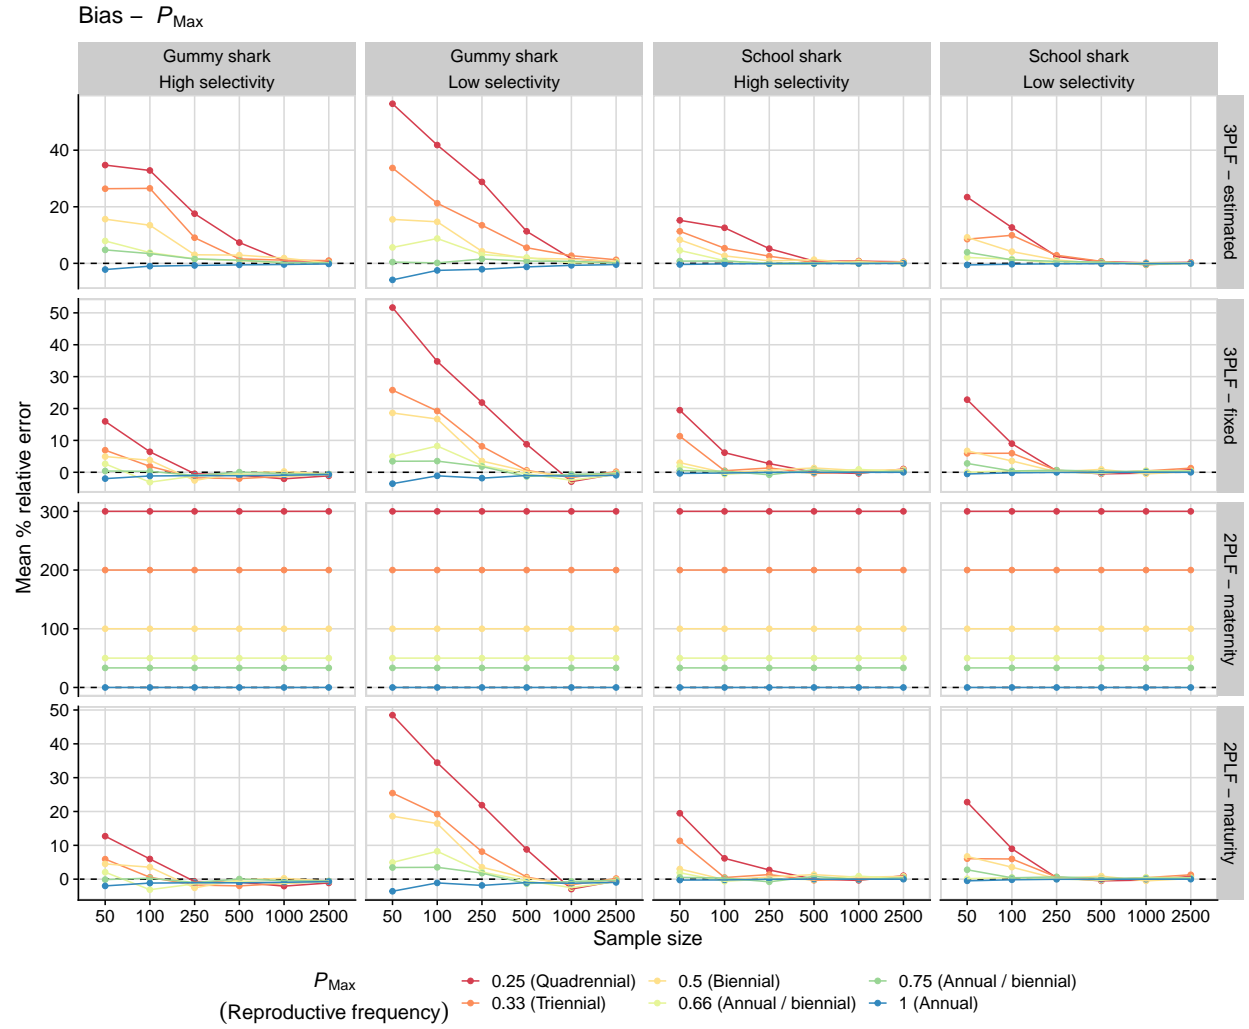 Bias – P Max
Gummy shark
High selectivity
Gummy shark
Low selectivity
School shark
High selectivity
School shark
Low selectivity
Mean % relative error
40
20
0
3PLF – estimated
50
40
30
20
10
0
3PLF – fixed
300
200
100
0
2PLF – maternity
50
40
30
20
10
0
2PLF – maturity
50 100 250 500 1000 2500
50 100 250 500 1000 2500
50 100 250 500 1000 2500
50 100 250 500 1000 2500
Sample size
P Max
(Reproductive frequency)
0.25 (Quadrennial)
0.33 (Triennial)
0.5 (Biennial)
0.66 (Annual / biennial)
0.75 (Annual / biennial)
1 (Annual)